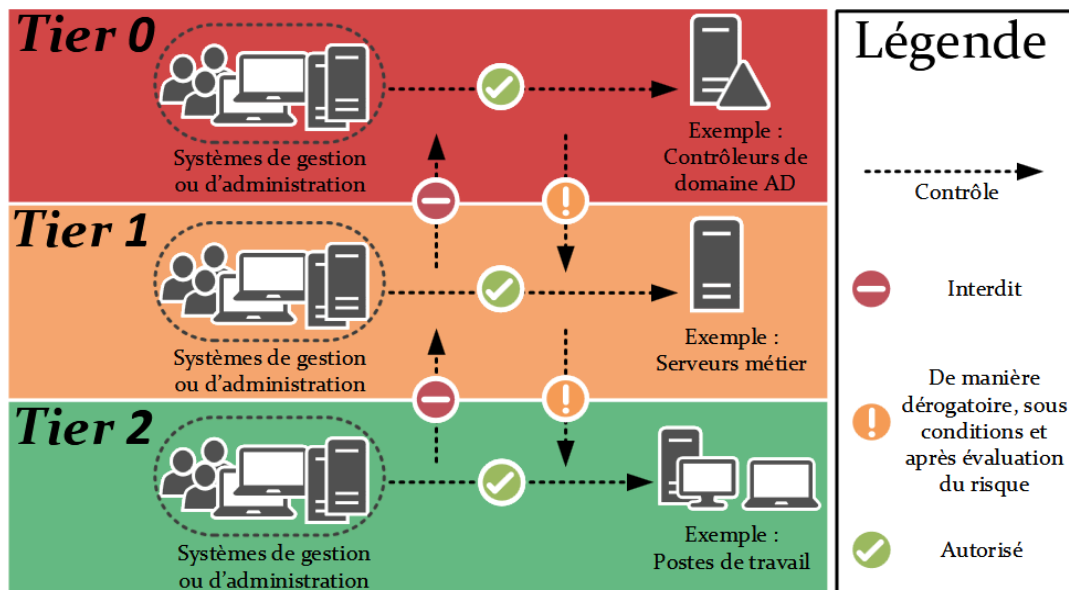 Tier 0
Systèmes de gestion
ou d'administration
Exemple :
Contrôleurs de
domaine AD
Tier 1
Systèmes de gestion
ou d'administration
Exemple :
Serveurs métier
Tier 2
Systèmes de gestion
ou d'administration
Exemple :
Postes de travail
Légende
Contrôle
Interdit
De manière
dérogatoire, sous
conditions et
après évaluation
du risque
Autorisé